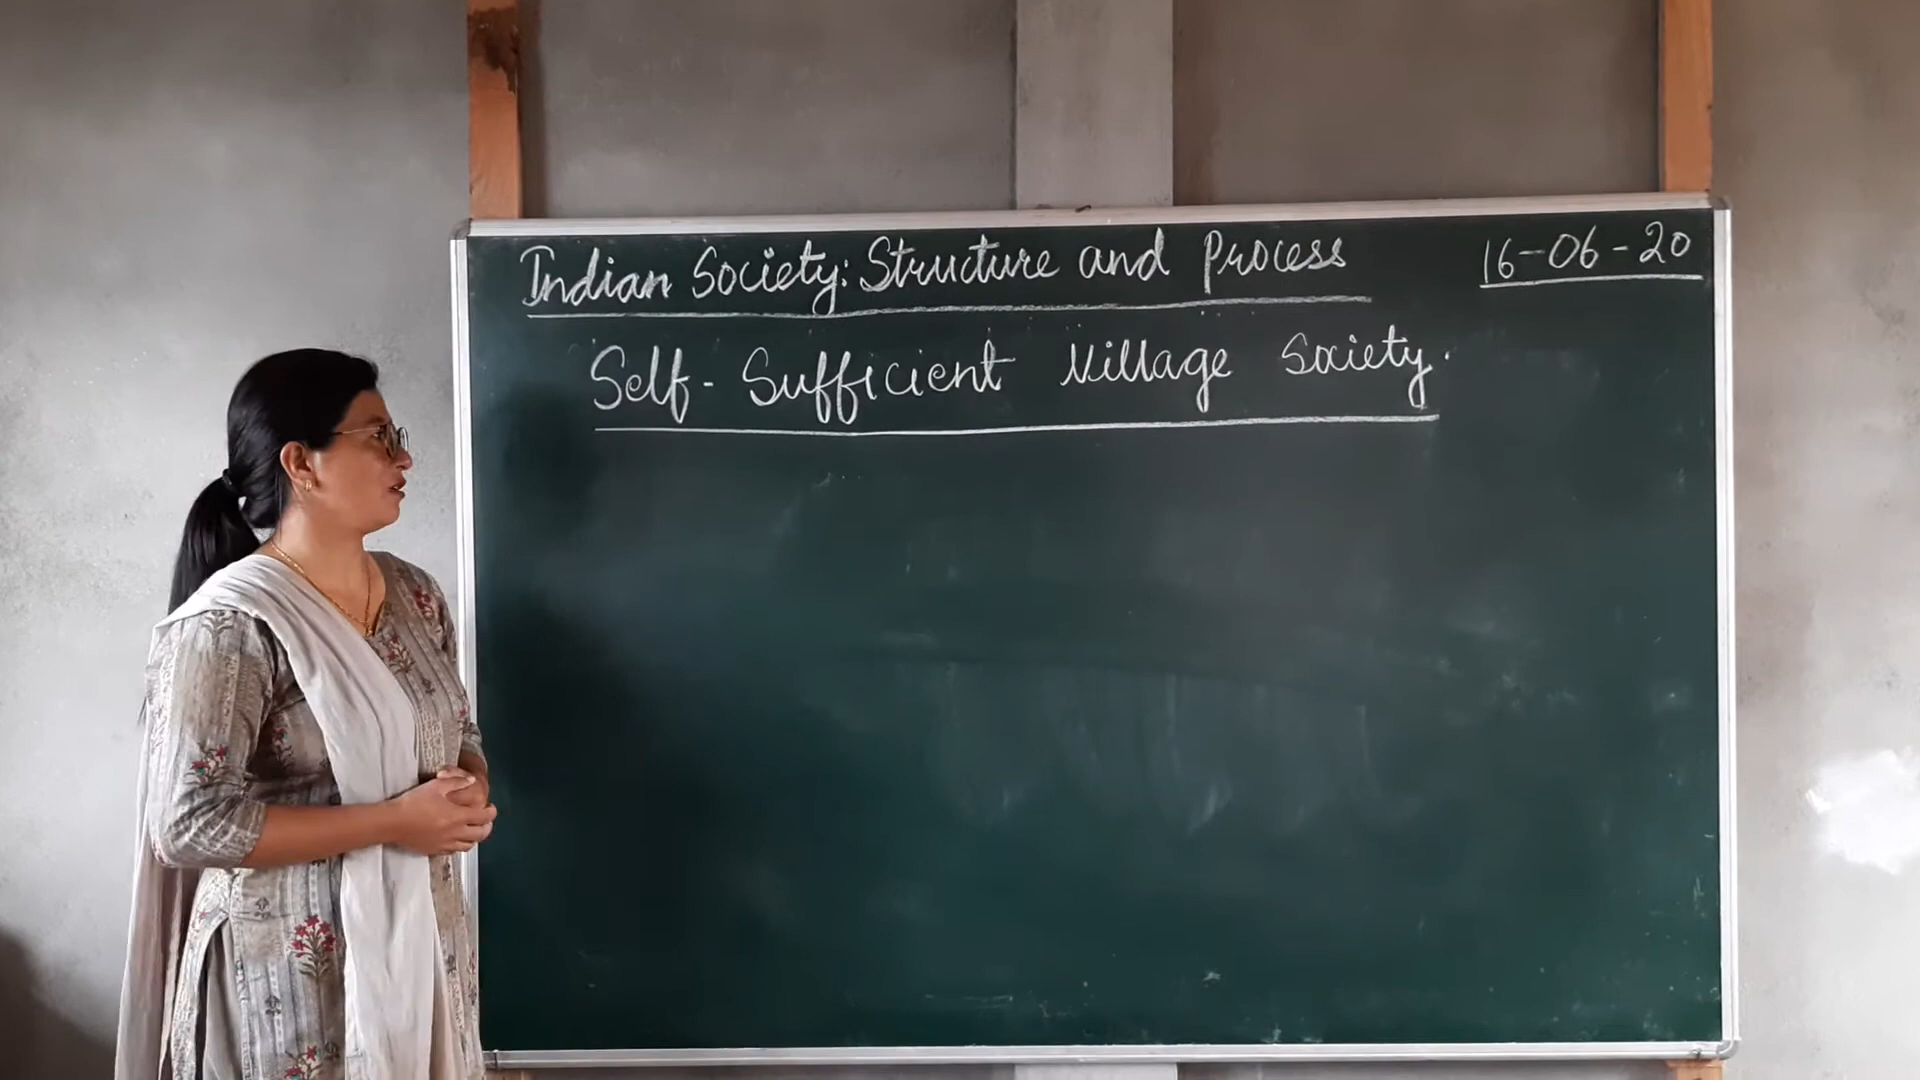 Indian Society: Structure and Process 16-06-20
Self-Sufficient Village Society.